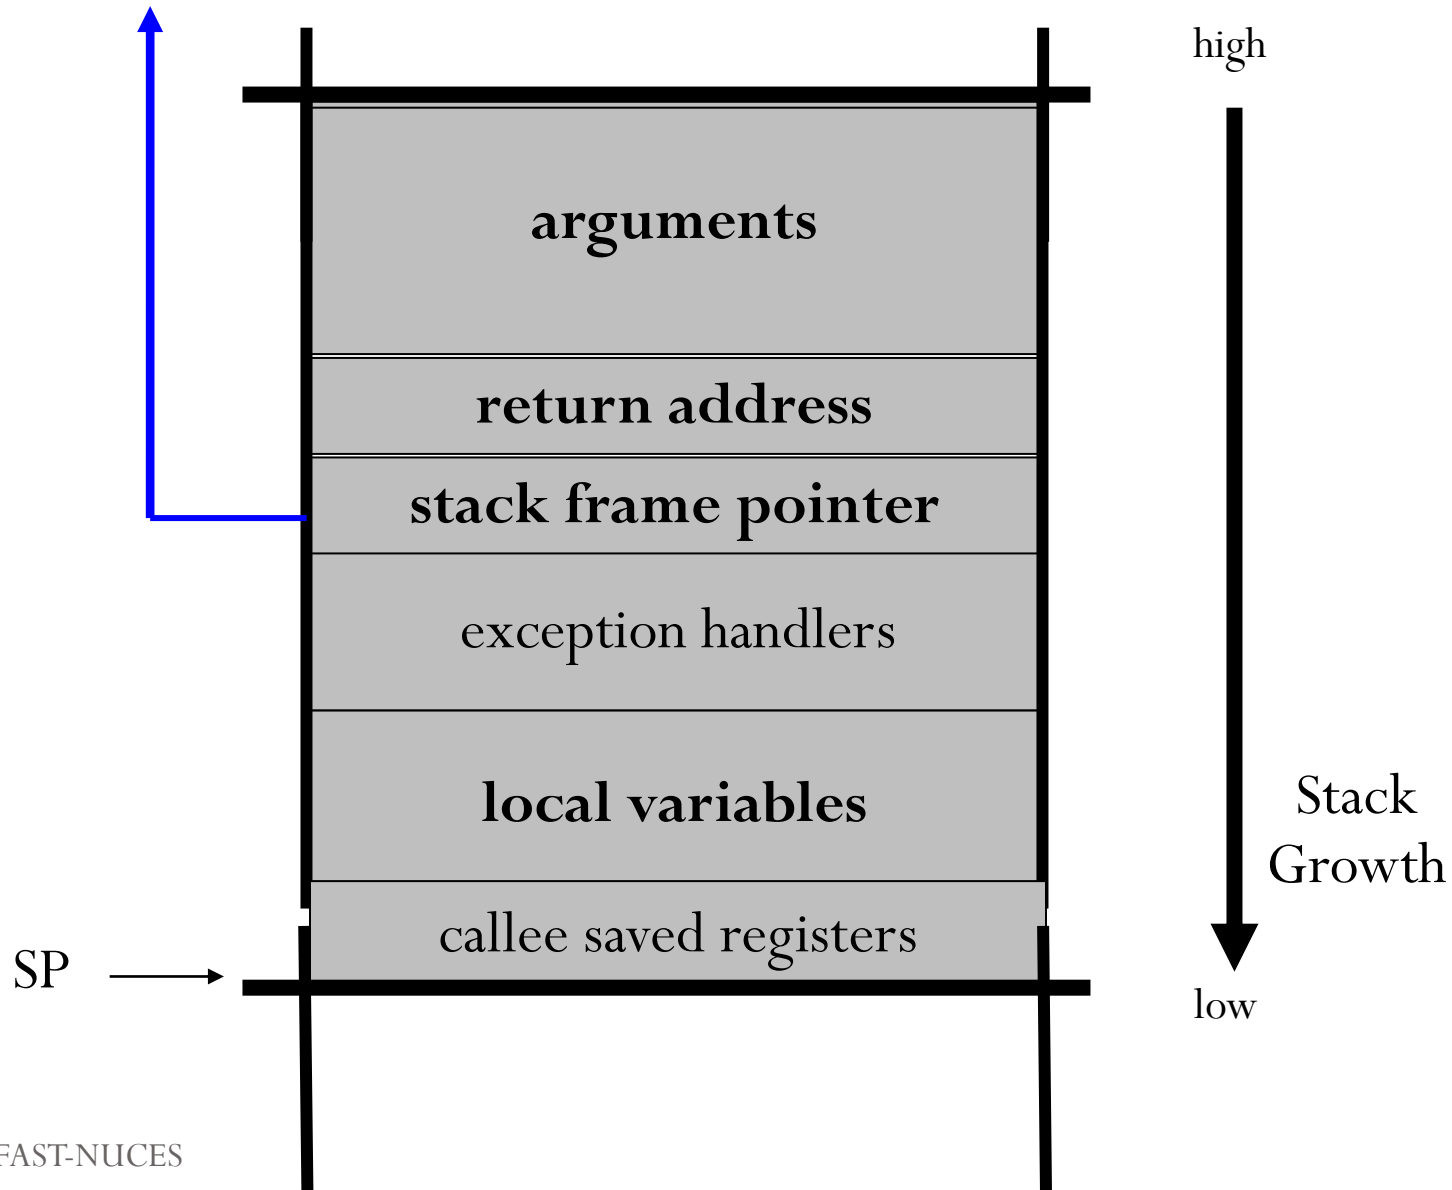 high
arguments
return address
stack frame pointer
exception handlers
local variables
Stack
Growth
callee saved registers
SP
low
FAST-NUCES